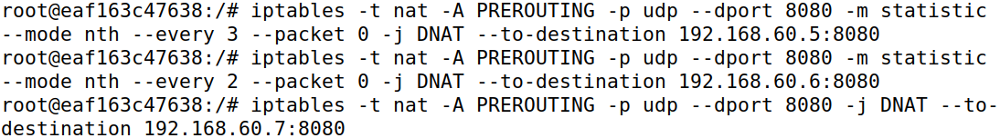 root@eaf163c47638:/# iptables -t nat -A PREROUTING -p udp --dport 8080 -m statistic
--mode nth --every 3 --packet 0 -j DNAT --to-destination 192.168.60.5:8080
root@eaf163c47638:/# iptables -t nat -A PREROUTING -p udp --dport 8080 -m statistic
--mode nth --every 2 --packet 0 -j DNAT --to-destination 192.168.60.6:8080
root@eaf163c47638:/# iptables -t nat -A PREROUTING -p udp --dport 8080 -j DNAT --to-
destination 192.168.60.7:8080